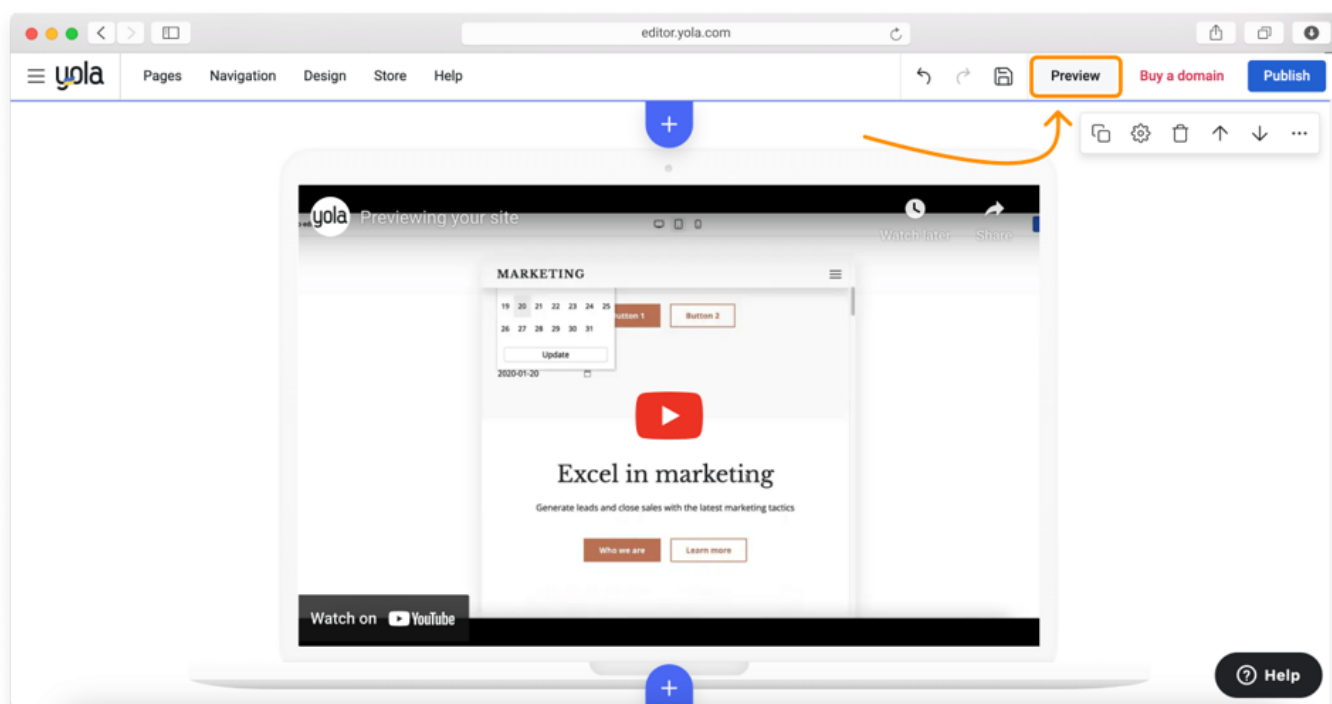 editor.yola.com
yola Pages Navigation Design Store Help Preview Buy a domain Publish
yola Previewing your site
Watch later Share
MARKETING
19 20 21 22 23 24 25
utton 1 Button 2
26 27 28 29 30 31
Update
2020-01-20
Excel in marketing
Generate leads and close sales with the latest marketing tactics
Who we are Learn more
Watch on YouTube
Help